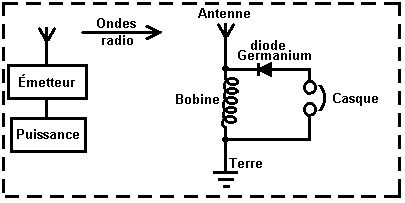 Antenne
Ondes
radio
diode
Germanium
Émetteur
Bobine
Casque
Puissance
Terre